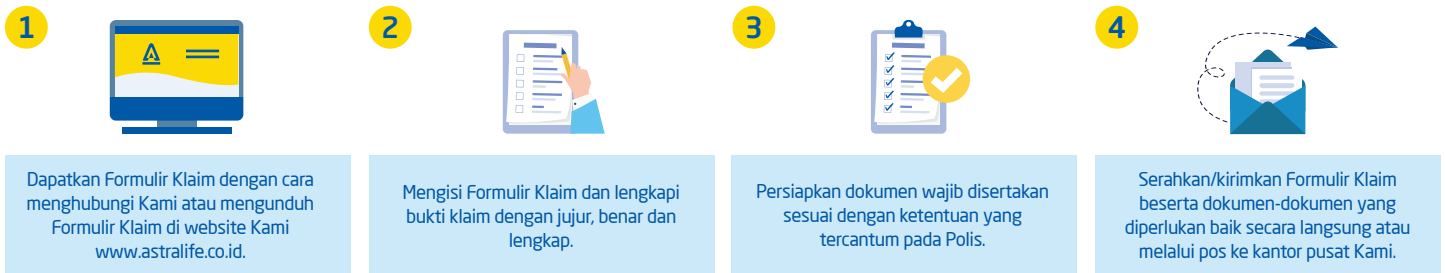 1
Dapatkan Formulir Klaim dengan cara
menghubungi Kami atau mengunduh
Formulir Klaim di website Kami
www.astralife.co.id.
2
Mengisi Formulir Klaim dan lengkapi
bukti klaim dengan jujur, benar dan
lengkap.
3
Persiapkan dokumen wajib disertakan
sesuai dengan ketentuan yang
tercantum pada Polis.
4
Serahkan/kirimkan Formulir Klaim
beserta dokumen-dokumen yang
diperlukan baik secara langsung atau
melalui pos ke kantor pusat Kami.